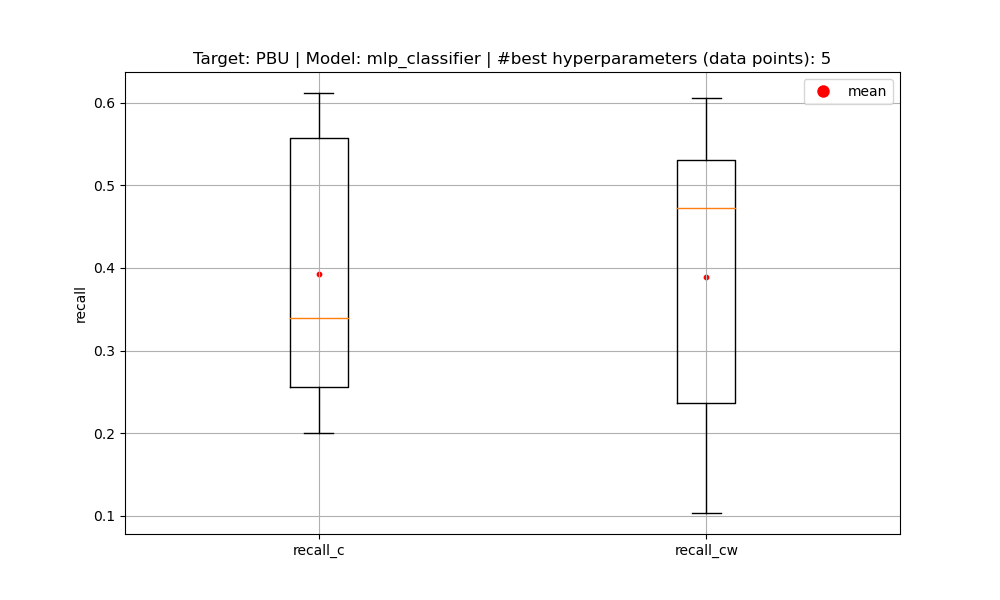 Target: PBU | Model: mlp_classifier | #best hyperparameters (data points): 5
mean
0.6
0.5
0.4
0.3
0.2
0.1
recall
recall_c
recall_cw